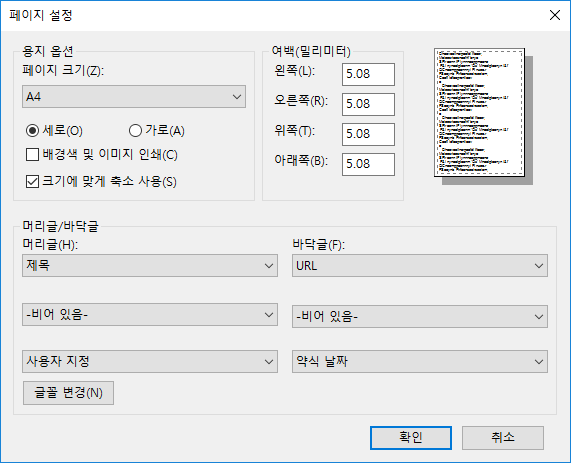 페이지 설정
용지 옵션
페이지 크기(Z):
A4
세로(O) 가로(A)
배경색 및 이미지 인쇄(C)
크기에 맞게 축소 사용(S)
여백(밀리미터)
왼쪽(L): 5.08
오른쪽(R): 5.08
위쪽(T): 5.08
아래쪽(B): 5.08
머리글/바닥글
머리글(H): 바닥글(F):
제목 URL
-비어 있음- -비어 있음-
사용자 지정 약식 날짜
글꼴 변경(N)
확인 취소